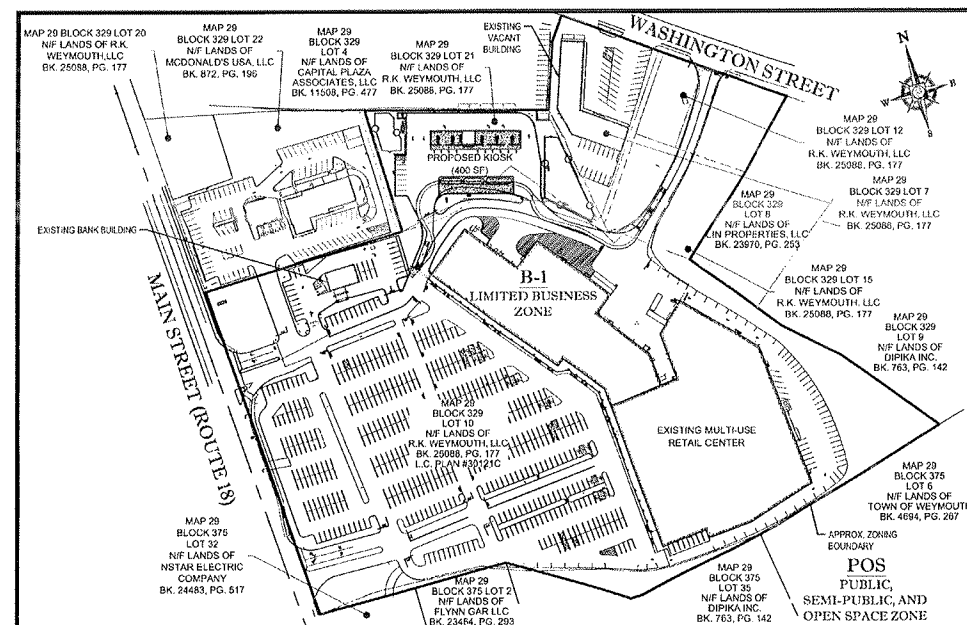 MAP 29 BLOCK 329 LOT 20
N/F LANDS OF R.K.
WEYMOUTH,LLC
BK. 25088, PG. 177
MAP 29
BLOCK 329 LOT 22
N/F LANDS OF
MCDONALD'S USA, LLC
BK. 872, PG. 196
MAP 29
BLOCK 329
LOT 4
N/F LANDS OF
CAPITAL PLAZA
ASSOCIATES, LLC
BK. 11508, PG. 477
MAP 29
BLOCK 329 LOT 21
N/F LANDS OF
R.K. WEYMOUTH, LLC
BK. 25088, PG. 177
EXISTING
VACANT
BUILDING
WASHINGTON STREET
N
W
E
S
MAP 29
BLOCK 329 LOT 12
N/F LANDS OF
R.K. WEYMOUTH, LLC
BK. 25088, PG. 177
PROPOSED KIOSK
(400 SF)
MAP 29
BLOCK 329 LOT 7
N/F LANDS OF
R.K. WEYMOUTH, LLC
BK. 25088, PG. 177
MAP 29
BLOCK 329
LOT 8
N/F LANDS OF
LIN PROPERTIES, LLC
BK. 23970, PG. 253
EXISTING BANK BUILDING
B-1
LIMITED BUSINESS
ZONE
MAP 29
BLOCK 329 LOT 15
N/F LANDS OF
R.K. WEYMOUTH, LLC
BK. 25088, PG. 177
MAIN STREET (ROUTE 18)
MAP 29
BLOCK 329
LOT 9
N/F LANDS OF
DIPIKA INC.
BK. 763, PG. 142
MAP 29
BLOCK 329
LOT 10
N/F LANDS OF
R.K. WEYMOUTH, LLC
BK. 25088, PG. 177
L.C. PLAN #30121C
EXISTING MULTI-USE
RETAIL CENTER
MAP 29
BLOCK 375
LOT 6
N/F LANDS OF
TOWN OF WEYMOUTH
BK. 4694, PG. 267
MAP 29
BLOCK 375
LOT 32
N/F LANDS OF
NSTAR ELECTRIC
COMPANY
BK. 24483, PG. 517
APPROX. ZONING
BOUNDARY
MAP 29
BLOCK 375 LOT 2
N/F LANDS OF
FLYNN GAR LLC
BK. 23464, PG. 293
MAP 29
BLOCK 375
LOT 35
N/F LANDS OF
DIPIKA INC.
BK. 763, PG. 142
POS
PUBLIC,
SEMI-PUBLIC, AND
OPEN SPACE ZONE